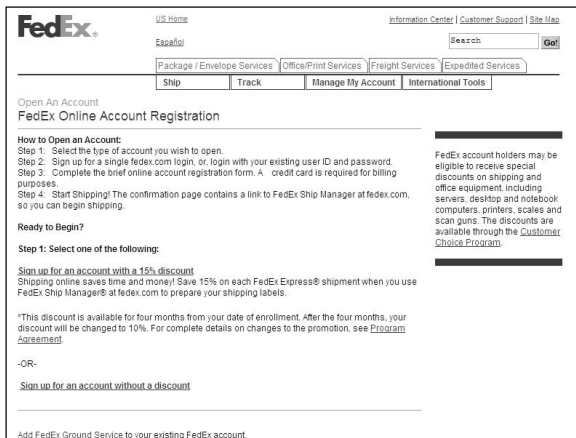 FedEx®
US Home
Information Center | Customer Support | Site Map
Español
Search Go!
Package / Envelope Services Office/Print Services Freight Services Expedited Services
Ship Track Manage My Account International Tools
Open An Account
FedEx Online Account Registration
How to Open an Account:
Step 1: Select the type of account you wish to open.
Step 2: Sign up for a single fedex.com login, or, login with your existing user ID and password.
Step 3: Complete the brief online account registration form. A credit card is required for billing
purposes.
Step 4: Start Shipping! The confirmation page contains a link to FedEx Ship Manager at fedex.com,
so you can begin shipping.
Ready to Begin?
Step 1: Select one of the following:
Sign up for an account with a 15% discount
Shipping online saves time and money! Save 15% on each FedEx Express® shipment when you use
FedEx Ship Manager® at fedex.com to prepare your shipping labels.
*This discount is available for four months from your date of enrollment. After the four months, your
discount will be changed to 10%. For complete details on changes to the promotion, see Program
Agreement.
-OR-
Sign up for an account without a discount
Add FedEx Ground Service to your existing FedEx account.
FedEx account holders may be
eligible to receive special
discounts on shipping and
office equipment, including
servers, desktop and notebook
computers, printers, scales and
scan guns. The discounts are
available through the Customer
Choice Program.